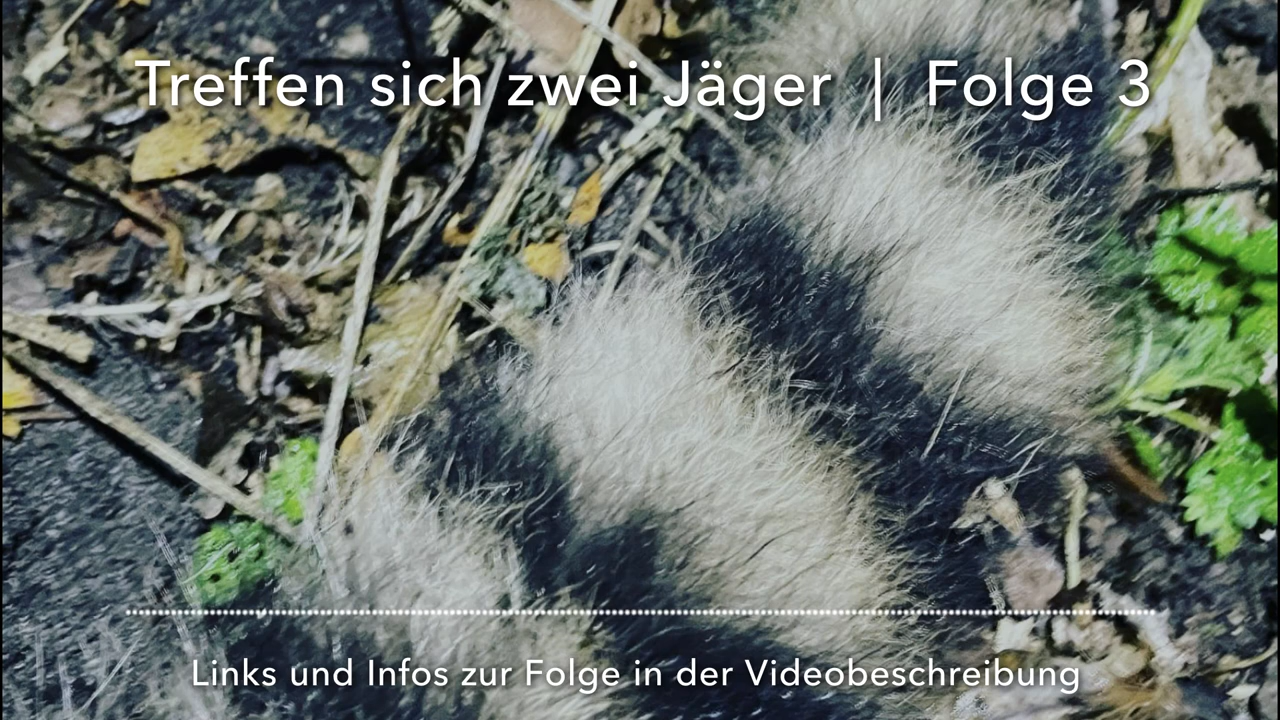 Treffen sich zwei Jäger | Folge 3
Links und Infos zur Folge in der Videobeschreibung